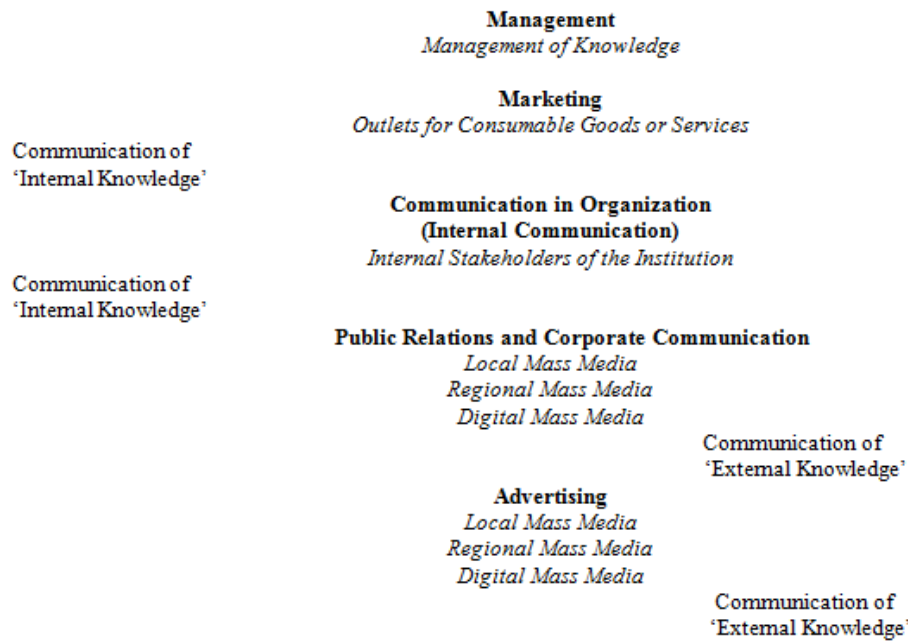 Management
Management of Knowledge
Marketing
Outlets for Consumable Goods or Services
Communication of
‘Internal Knowledge’
Communication in Organization
(Internal Communication)
Internal Stakeholders of the Institution
Communication of
‘Internal Knowledge’
Public Relations and Corporate Communication
Local Mass Media
Regional Mass Media
Digital Mass Media
Communication of
‘External Knowledge’
Advertising
Local Mass Media
Regional Mass Media
Digital Mass Media
Communication of
‘External Knowledge’